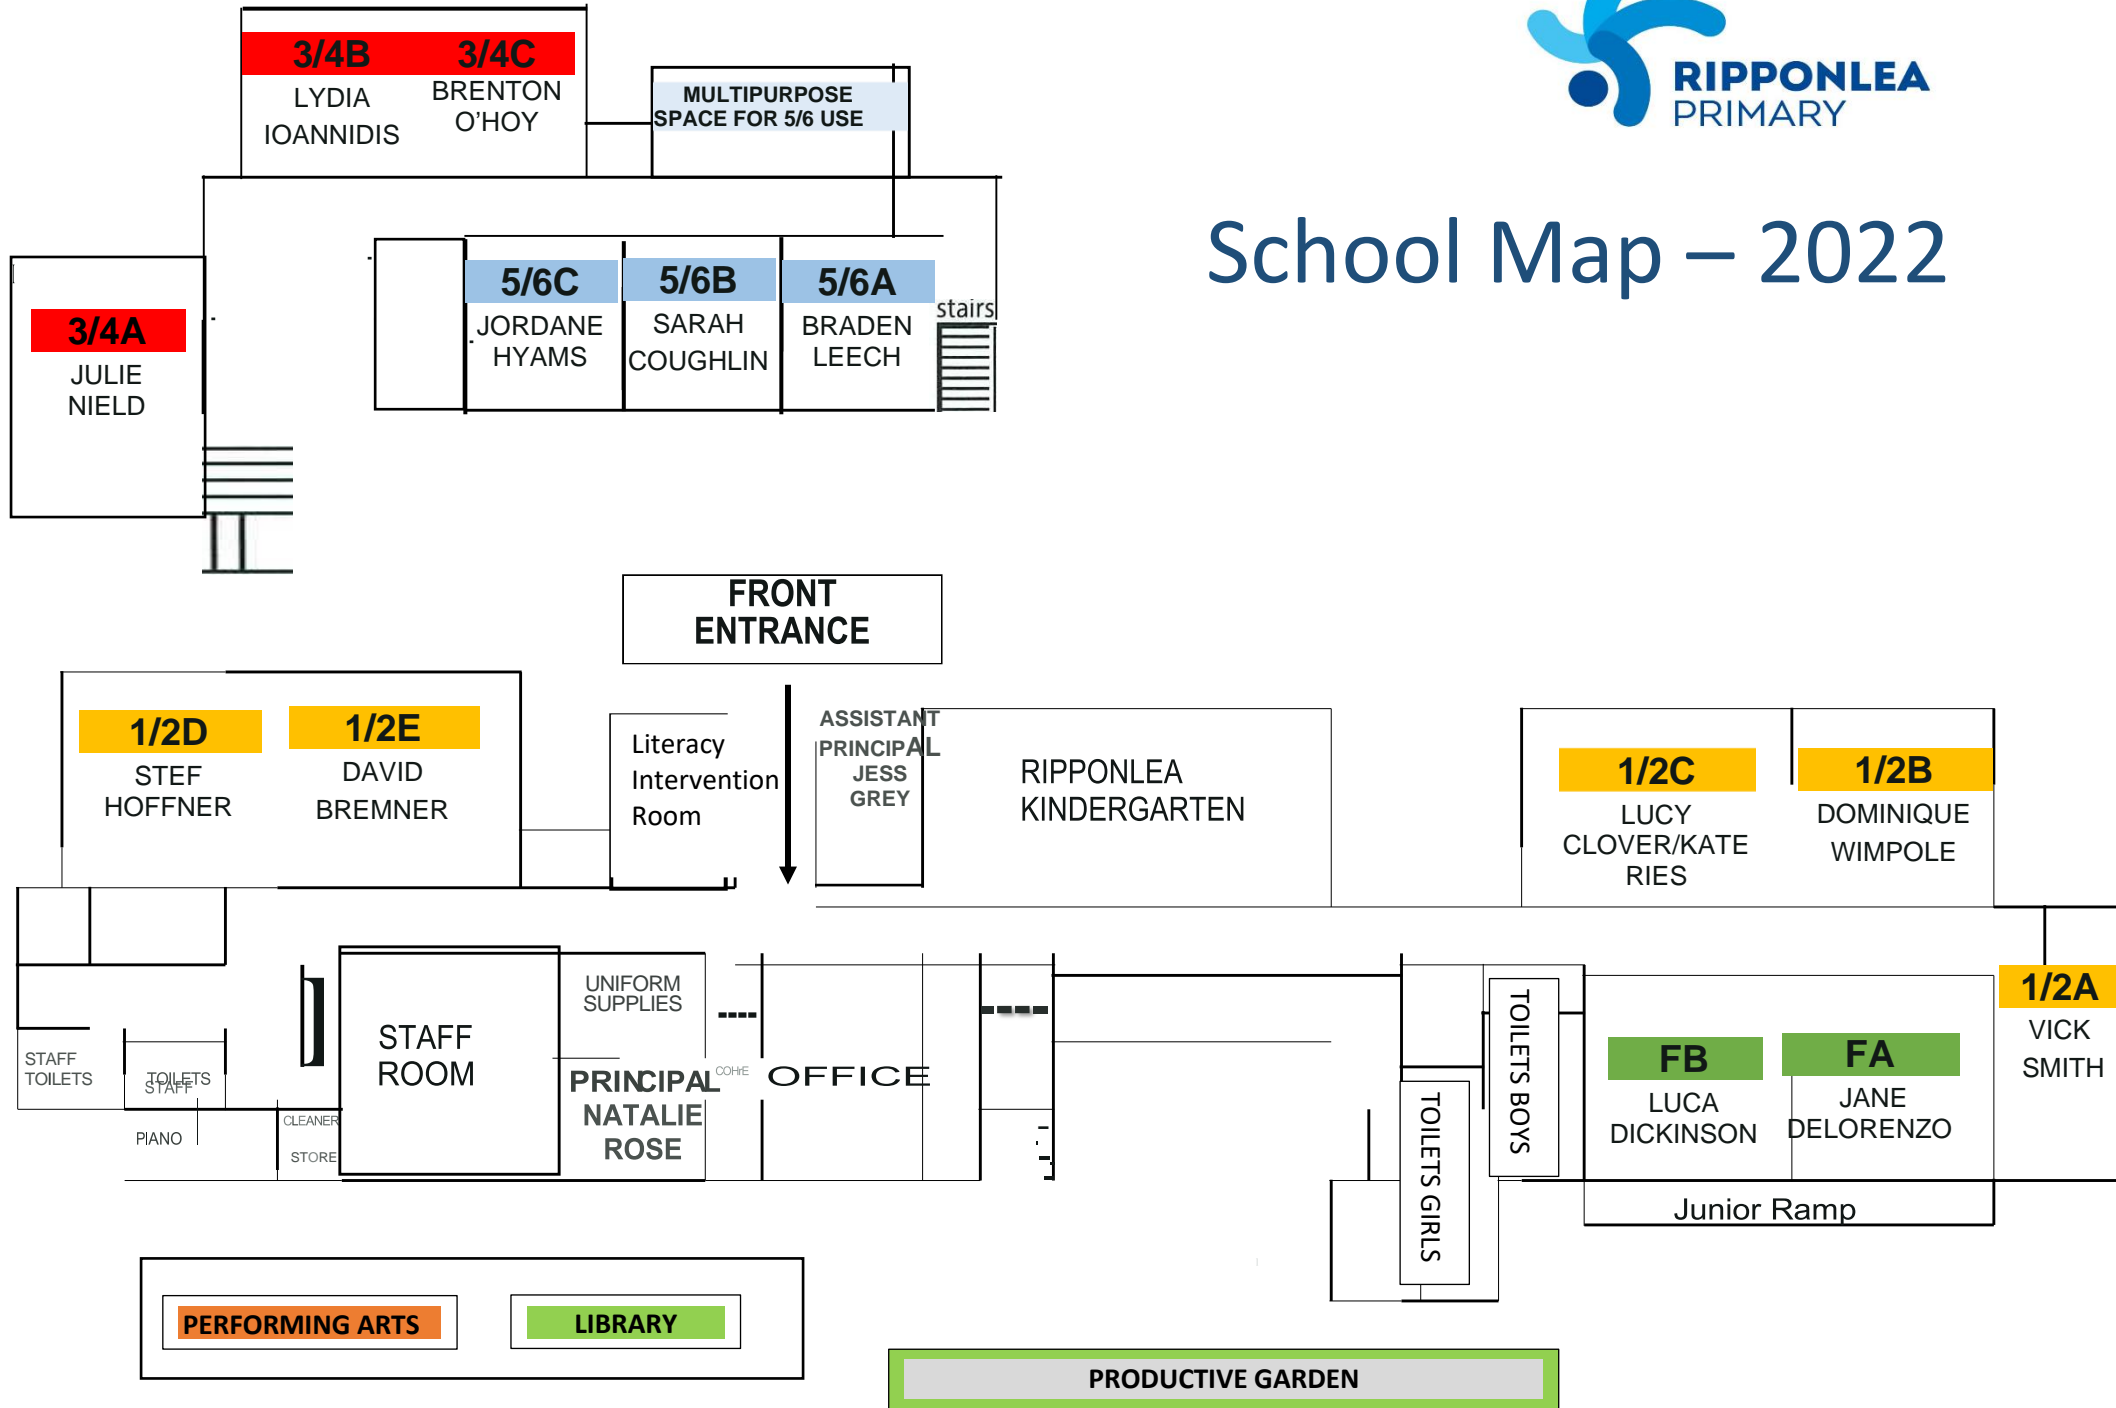 RIPPONLEA
PRIMARY
School Map – 2022
3/4B
LYDIA
IOANNIDIS
3/4C
BRENTON
O'HOY
MULTIPURPOSE
SPACE FOR 5/6 USE
3/4A
JULIE
NIELD
5/6C
JORDANE
HYAMS
5/6B
SARAH
COUGHLIN
5/6A
BRADEN
LEECH
stairs
FRONT
ENTRANCE
1/2D
STEF
HOFFNER
1/2E
DAVID
BREMNER
Literacy
Intervention
Room
ASSISTANT
PRINCIPAL
JESS
GREY
RIPPONLEA
KINDERGARTEN
1/2C
LUCY
CLOVER/KATE
RIES
1/2B
DOMINIQUE
WIMPOLE
1/2A
VICK
SMITH
STAFF
TOILETS
TOILETS
STAFF
PIANO
CLEANER
STORE
STAFF
ROOM
UNIFORM
SUPPLIES
PRINCIPAL
NATALIE
ROSE
OFFICE
TOILETS GIRLS
TOILETS BOYS
FB
LUCA
DICKINSON
FA
JANE
DELORENZO
Junior Ramp
PERFORMING ARTS
LIBRARY
PRODUCTIVE GARDEN